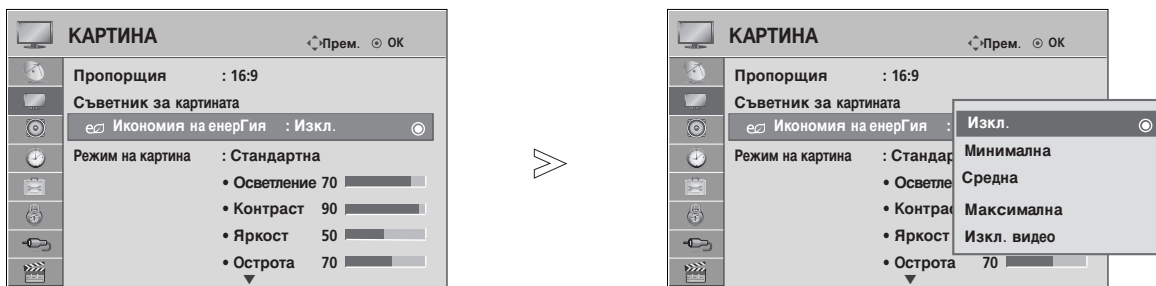 КАРТИНА Прем. OK
Пропорщия : 16:9
Съветник за картината
Икономия на енерГия : Изкл.
Режим на картина : Стандартна
• Осветление 70
• Контраст 90
• Яркост 50
• Острота 70
КАРТИНА Прем. OK
Пропорщия : 16:9
Съветник за картината
Икономия на енерГия :
Режим на картина : Стандар
• Осветле
• Контрас
• Яркост
• Острота 70
Изкл.
Минимална
Средна
Максимална
Изкл. видео